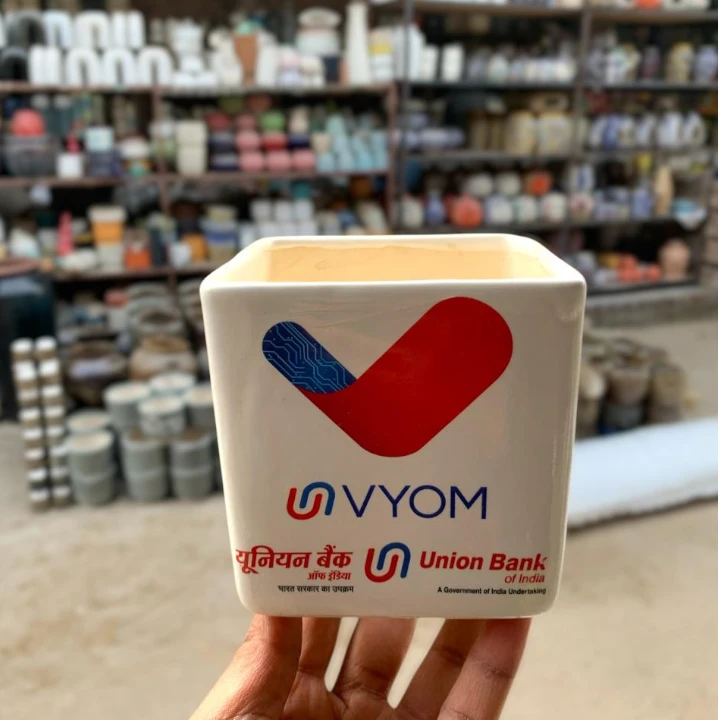 VYOM
यूनियन बैंक Union Bank
ऑफ इंडिया of India
भारत सरकार का उपक्रम A Government of India Undertaking